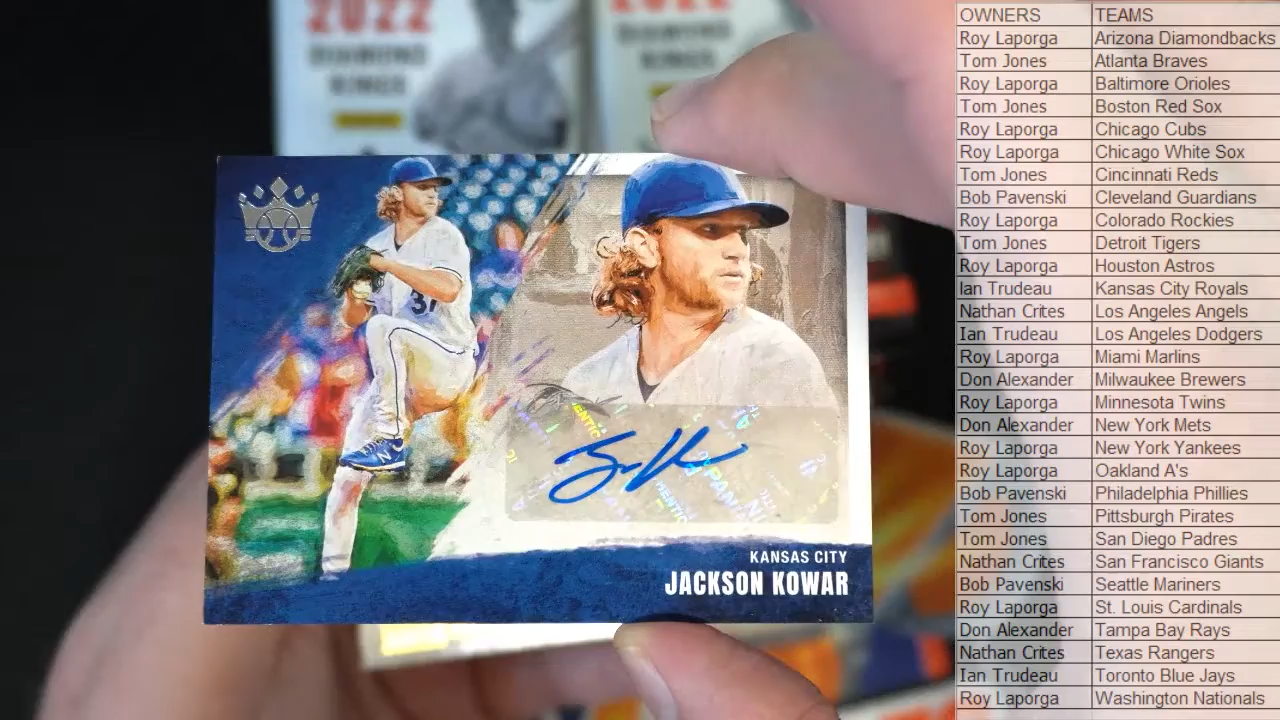 2022
DIAMOND
KINGS
2022
DIAMOND
KINGS
37
KANSAS CITY
JACKSON KOWAR
OWNERS TEAMS
Roy Laporga Arizona Diamondbacks
Tom Jones Atlanta Braves
Roy Laporga Baltimore Orioles
Tom Jones Boston Red Sox
Roy Laporga Chicago Cubs
Roy Laporga Chicago White Sox
Tom Jones Cincinnati Reds
Bob Pavenski Cleveland Guardians
Roy Laporga Colorado Rockies
Tom Jones Detroit Tigers
Roy Laporga Houston Astros
Ian Trudeau Kansas City Royals
Nathan Crites Los Angeles Angels
Ian Trudeau Los Angeles Dodgers
Roy Laporga Miami Marlins
Don Alexander Milwaukee Brewers
Roy Laporga Minnesota Twins
Don Alexander New York Mets
Roy Laporga New York Yankees
Roy Laporga Oakland A's
Bob Pavenski Philadelphia Phillies
Tom Jones Pittsburgh Pirates
Tom Jones San Diego Padres
Nathan Crites San Francisco Giants
Bob Pavenski Seattle Mariners
Roy Laporga St. Louis Cardinals
Don Alexander Tampa Bay Rays
Nathan Crites Texas Rangers
Ian Trudeau Toronto Blue Jays
Roy Laporga Washington Nationals